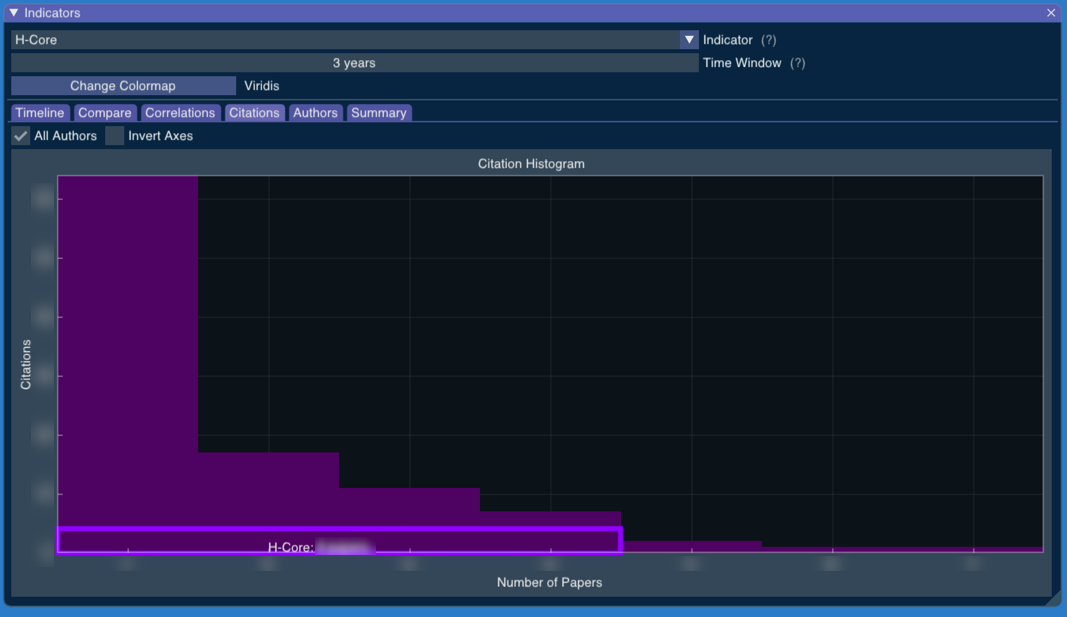 Indicators
H-Core Indicator (?)
3 years Time Window (?)
Change Colormap Viridis
Timeline Compare Correlations Citations Authors Summary
All Authors Invert Axes
Citation Histogram
Citations
H-Core:
Number of Papers